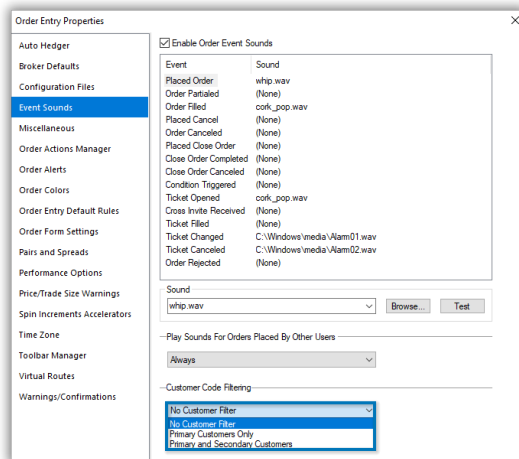 Order Entry Properties
Auto Hedger
Broker Defaults
Configuration Files
Event Sounds
Miscellaneous
Order Actions Manager
Order Alerts
Order Colors
Order Entry Default Rules
Order Form Settings
Pairs and Spreads
Performance Options
Price/Trade Size Warnings
Spin Increments Accelerators
Time Zone
Toolbar Manager
Virtual Routes
Warnings/Confirmations
Enable Order Event Sounds
Event Sound
Placed Order whip.wav
Order Partialed (None)
Order Filled cork_pop.wav
Placed Cancel (None)
Order Canceled (None)
Placed Close Order (None)
Close Order Completed (None)
Close Order Canceled (None)
Condition Triggered (None)
Ticket Opened cork_pop.wav
Cross Invite Received (None)
Ticket Filled (None)
Ticket Changed C:\Windows\media\Alarm01.wav
Ticket Canceled C:\Windows\media\Alarm02.wav
Order Rejected (None)
Sound
whip.wav Browse... Test
Play Sounds For Orders Placed By Other Users
Always
Customer Code Filtering
No Customer Filter
No Customer Filter
Primary Customers Only
Primary and Secondary Customers